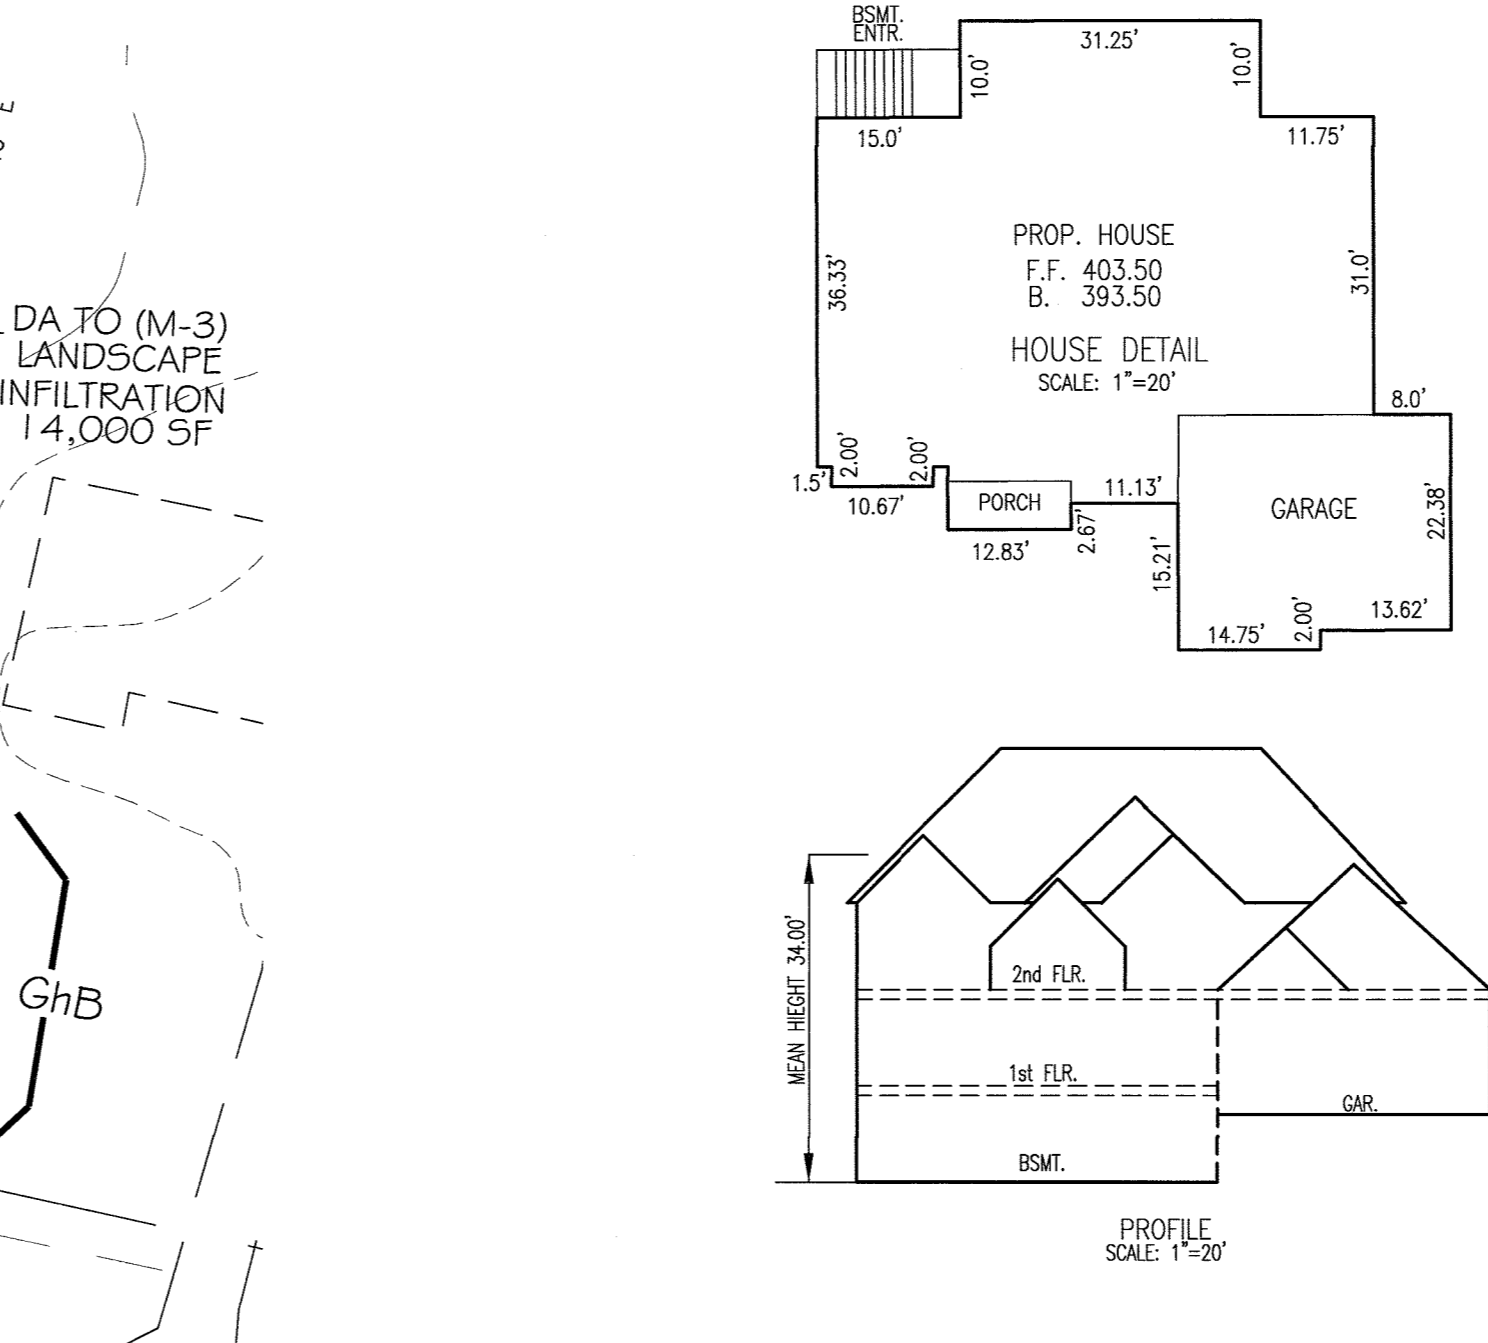 DA TO (M-3)
LANDSCAPE
INFILTRATION
14,000 SF
GhB
BSMT.
ENTR.
31.25'
10.0'
10.0'
15.0'
11.75'
36.33'
PROP. HOUSE
F.F. 403.50
B. 393.50
31.0'
HOUSE DETAIL
SCALE: 1"=20'
8.0'
1.5'
2.00'
2.00'
10.67'
PORCH
12.83'
2.67'
11.13'
15.21'
GARAGE
22.38'
14.75'
2.00'
13.62'
MEAN HIEGHT 34.00'
2nd FLR.
1st FLR.
GAR.
BSMT.
PROFILE
SCALE: 1"=20'